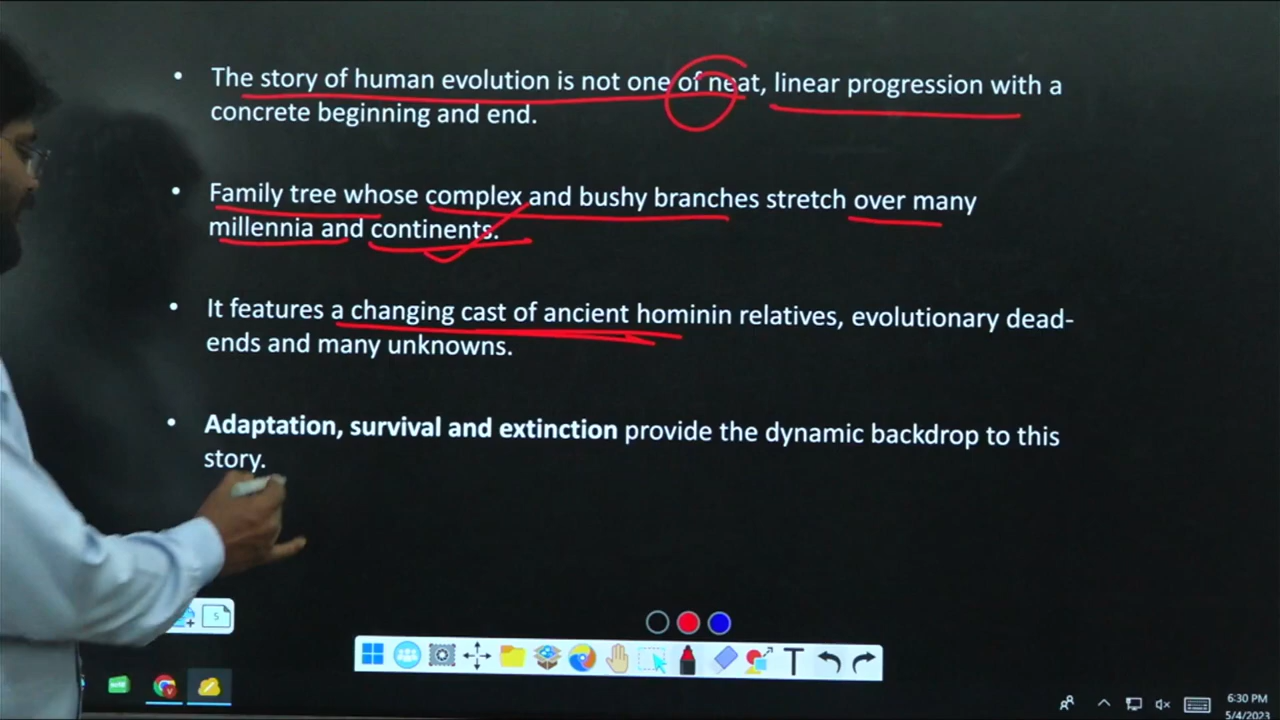 • The story of human evolution is not one of neat, linear progression with a
concrete beginning and end.
• Family tree whose complex and bushy branches stretch over many
millennia and continents.
• It features a changing cast of ancient hominin relatives, evolutionary dead-
ends and many unknowns.
• Adaptation, survival and extinction provide the dynamic backdrop to this
story.
5
T
6:30 PM
5/4/2023